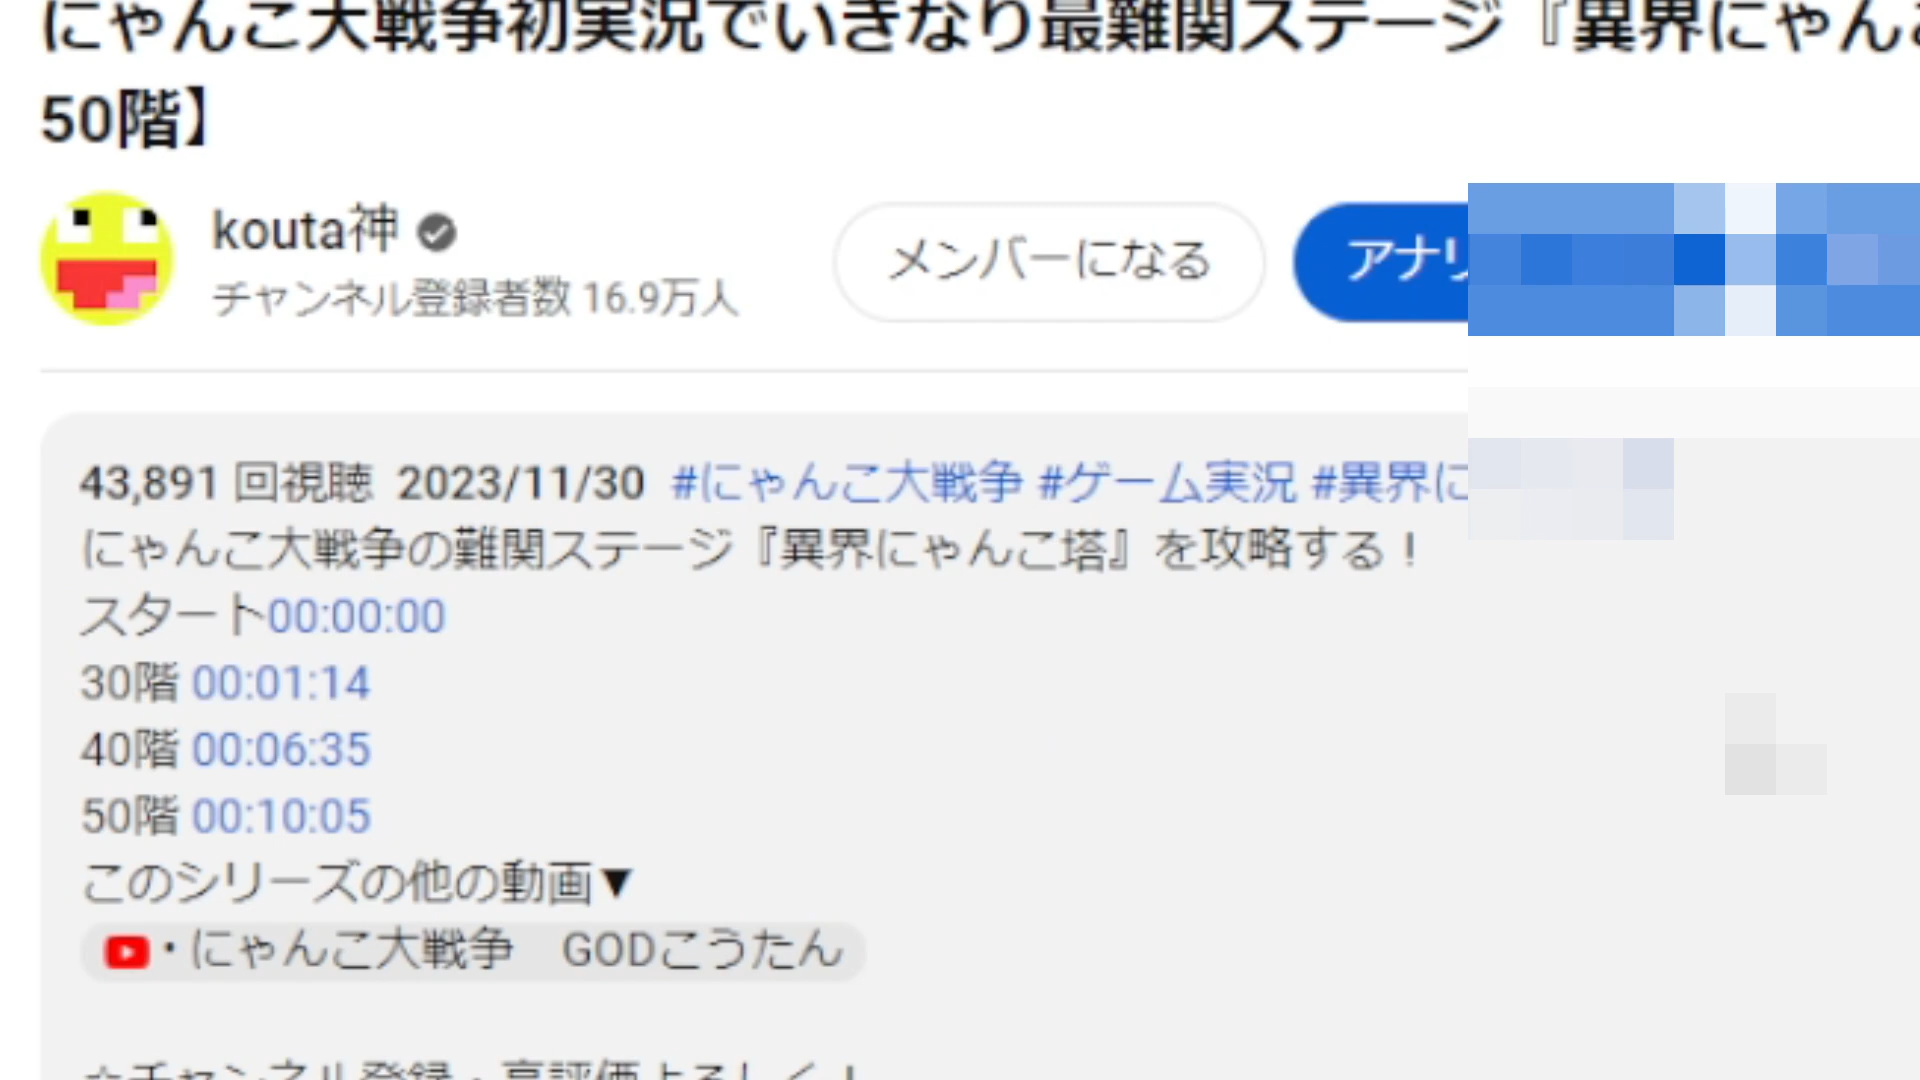 にゃんこ大戦争初実況でいきなり最難関ステージ『異界にゃん
50階】
kouta神
チャンネル登録者数 16.9万人
メンバーになる
アナリ
43,891 回視聴 2023/11/30 #にゃんこ大戦争 #ゲーム実況 #異界に
にゃんこ大戦争の難関ステージ『異界にゃんこ塔』を攻略する！
スタート00:00:00
30階 00:01:14
40階 00:06:35
50階 00:10:05
このシリーズの他の動画▼
・にゃんこ大戦争　GODこうたん
☆チャンネル登録・高評価よろしく！